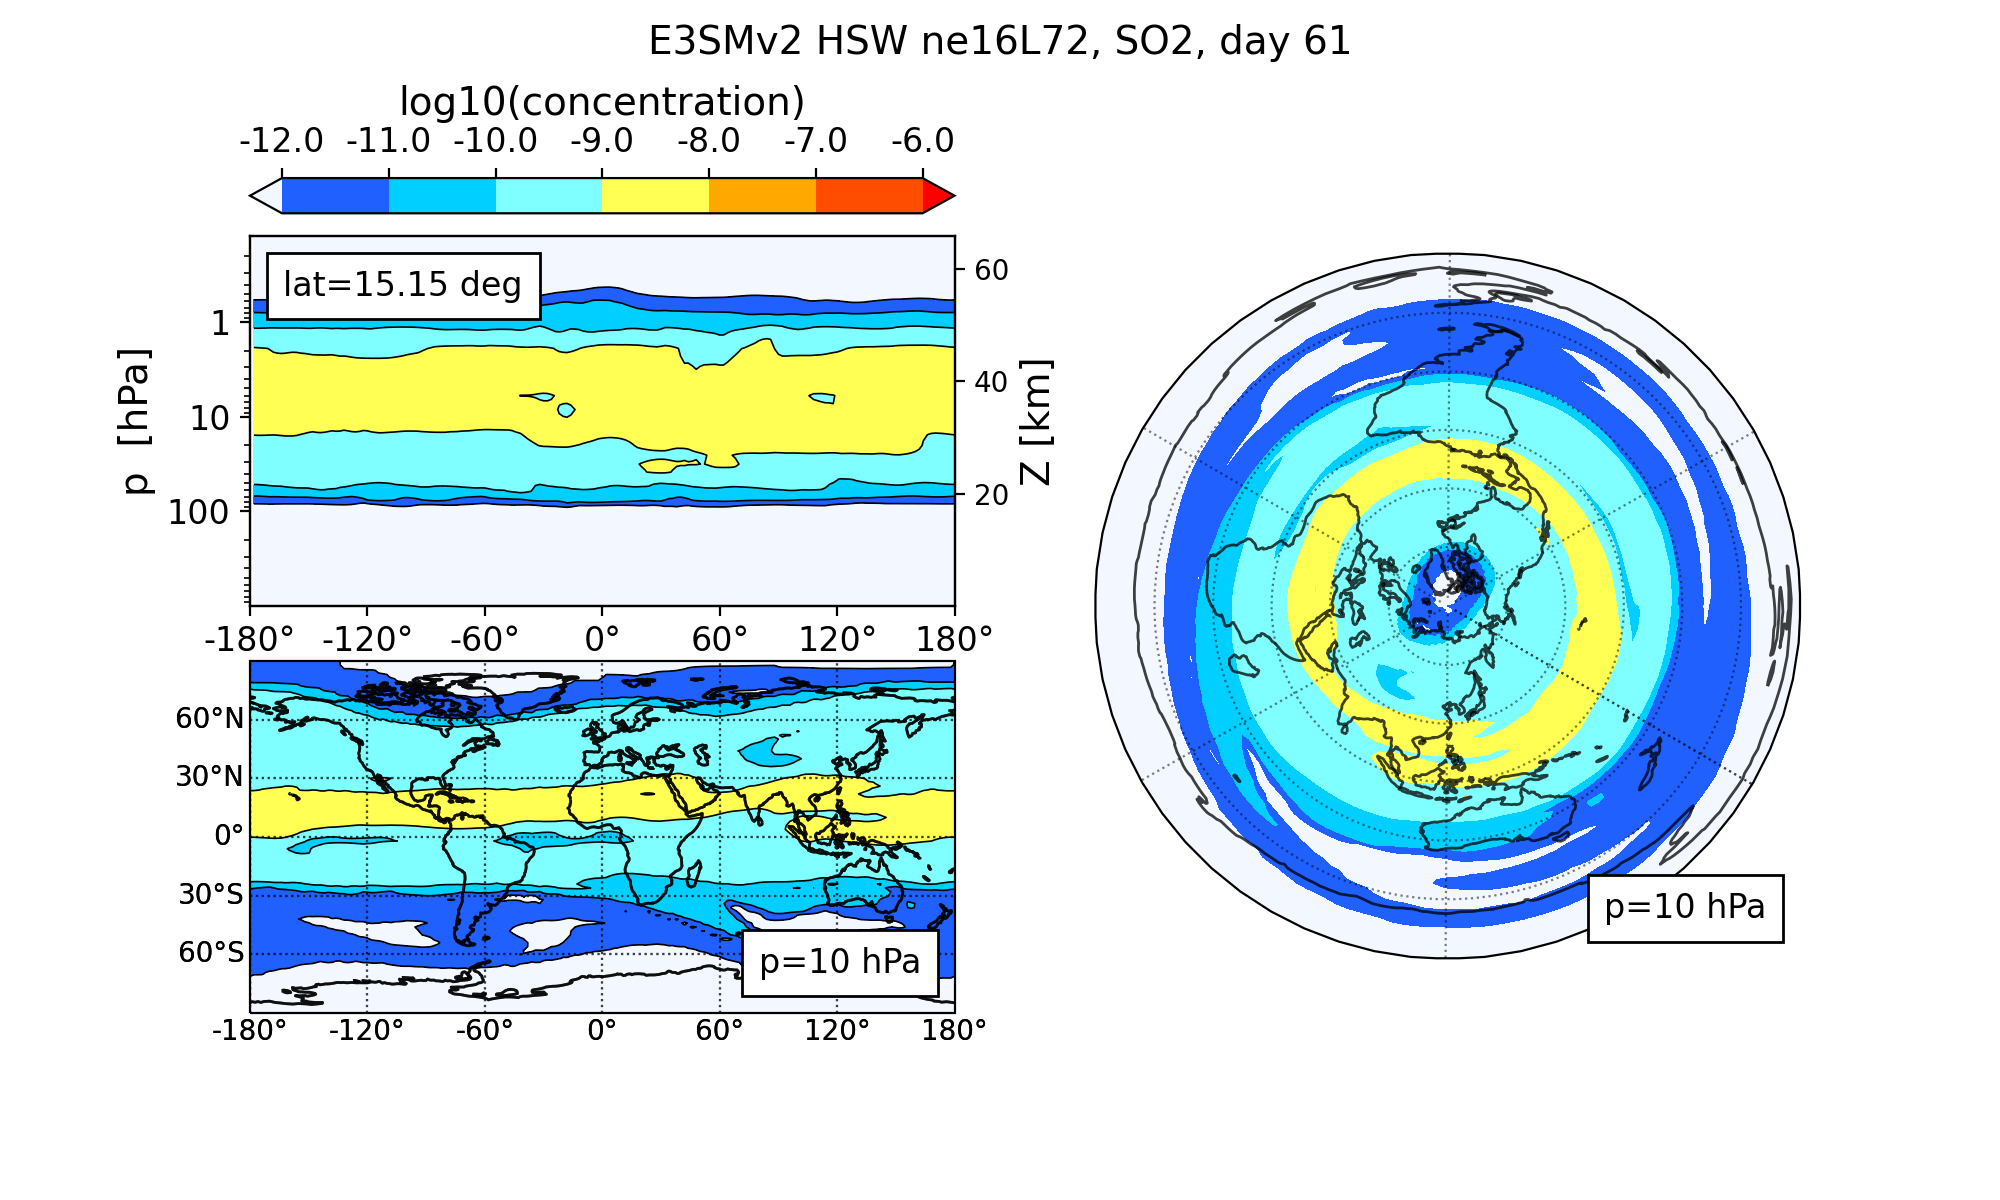 E3SMv2 HSW ne16L72, SO2, day 61
log10(concentration)
-12.0 -11.0 -10.0 -9.0 -8.0 -7.0 -6.0
lat=15.15 deg
p [hPa]
1
10
100
Z [km]
60
40
20
-180° -120° -60° 0° 60° 120° 180°
60°N
30°N
0°
30°S
60°S
p=10 hPa
-180° -120° -60° 0° 60° 120° 180°
p=10 hPa